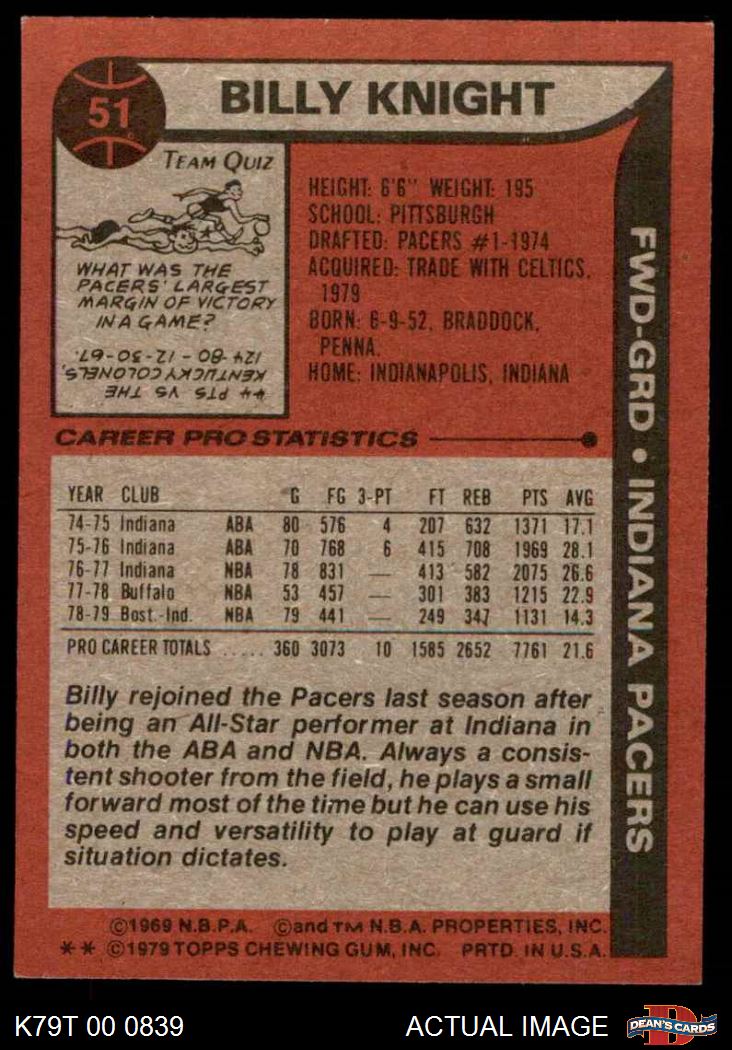 51
BILLY KNIGHT
TEAM QUIZ
WHAT WAS THE
PACERS' LARGEST
MARGIN OF VICTORY
IN A GAME?
44 PTS VS THE
KENTUCKY COLONELS,
124-80 - 12-30-67.
HEIGHT: 6'6" WEIGHT: 195
SCHOOL: PITTSBURGH
DRAFTED: PACERS #1-1974
ACQUIRED: TRADE WITH CELTICS,
1979
BORN: 6-9-52, BRADDOCK,
PENNA.
HOME: INDIANAPOLIS, INDIANA
FWD-GRD • INDIANA PACERS
CAREER PRO STATISTICS
YEAR CLUB G FG 3-PT FT REB PTS AVG
74-75 Indiana ABA 80 576 4 207 632 1371 17.1
75-76 Indiana ABA 70 768 6 415 708 1969 28.1
76-77 Indiana NBA 78 831 — 413 582 2075 26.6
77-78 Buffalo NBA 53 457 — 301 383 1215 22.9
78-79 Bost.-Ind. NBA 79 441 — 249 347 1131 14.3
PRO CAREER TOTALS ..... 360 3073 10 1585 2652 7761 21.6
Billy rejoined the Pacers last season after
being an All-Star performer at Indiana in
both the ABA and NBA. Always a consis-
tent shooter from the field, he plays a small
forward most of the time but he can use his
speed and versatility to play at guard if
situation dictates.
©1969 N.B.P.A. ©and TM N.B.A. PROPERTIES, INC.
** ©1979 TOPPS CHEWING GUM, INC. PRTD. IN U.S.A.
K79T 00 0839 ACTUAL IMAGE DEAN'S CARDS